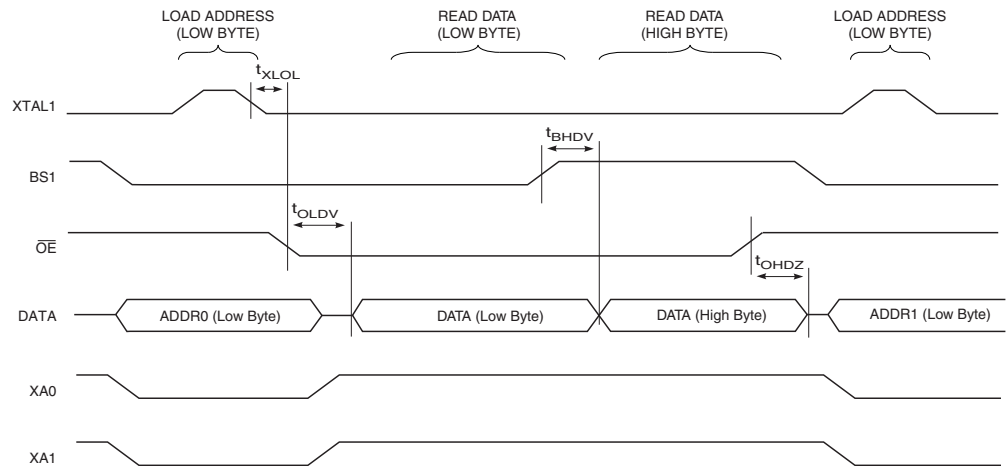 LOAD ADDRESS
(LOW BYTE)
READ DATA
(LOW BYTE)
READ DATA
(HIGH BYTE)
LOAD ADDRESS
(LOW BYTE)
tXLOL
XTAL1
tBHDV
BS1
tOLDV
OE
tOHDZ
DATA
ADDR0 (Low Byte)
DATA (Low Byte)
DATA (High Byte)
ADDR1 (Low Byte)
XA0
XA1